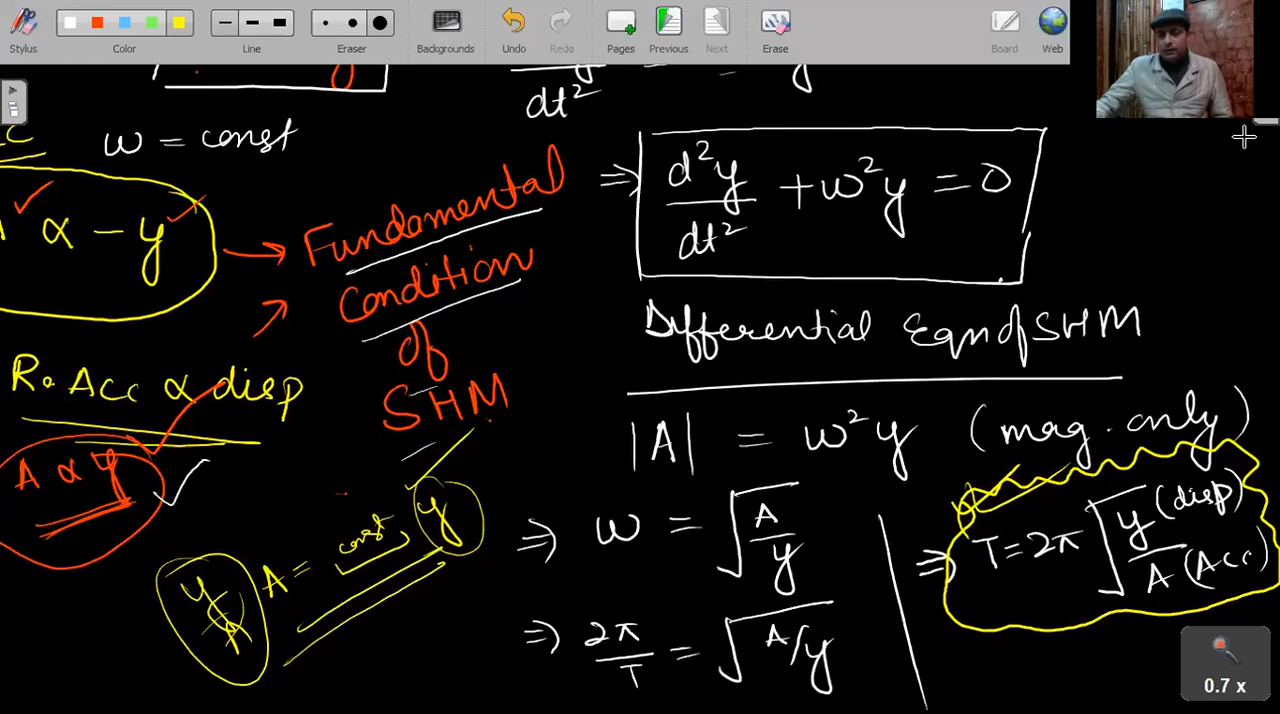 Stylus
Color
Line
Eraser
Backgrounds
Undo
Redo
Pages
Previous
Next
Erase
Board
Web
dt²
ω = const
α - y
Fundamental
Condition
of
SHM
R. Acc α disp
A α y
y/A
A = const y
⇒ d²y/dt² + ω²y = 0
Differential Eqn of SHM
|A| = ω²y (mag. only)
⇒ ω = √(A/y)
⇒ 2π/T = √(A/y)
⇒ T = 2π √(y (disp)/A (Acc))
0.7 x